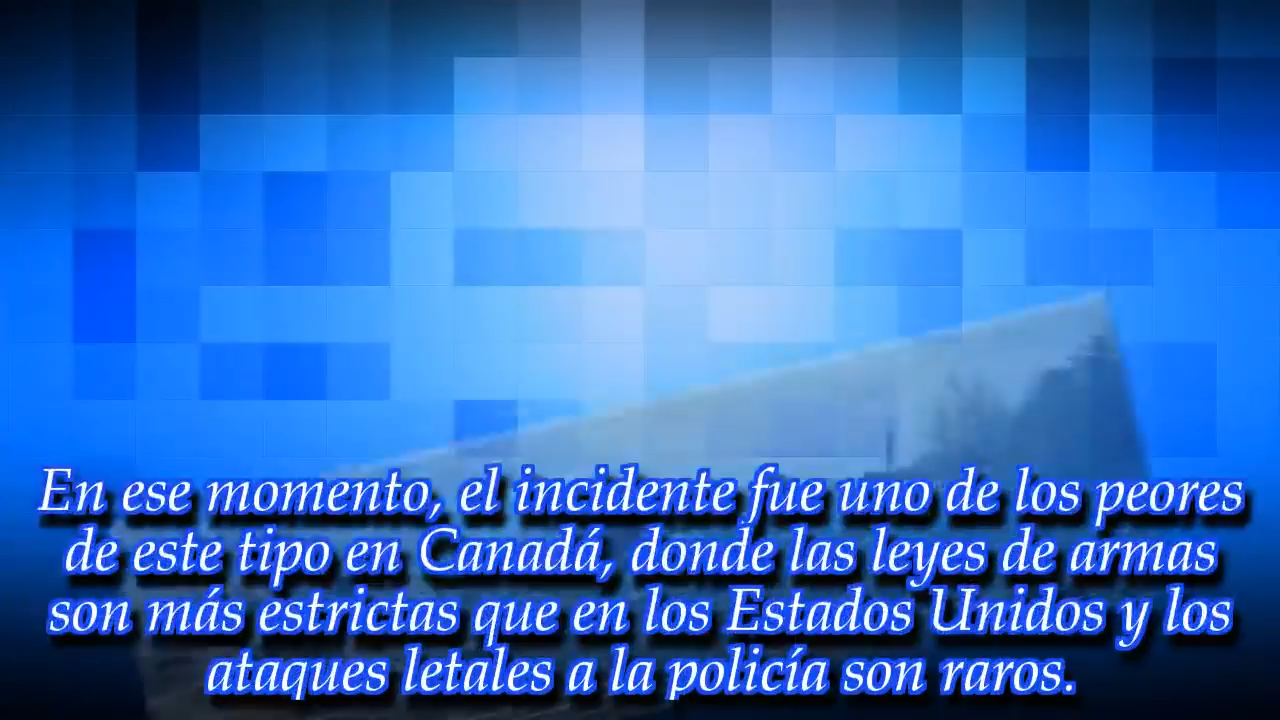 En ese momento, el incidente fue uno de los peores
de este tipo en Canadá, donde las leyes de armas
son más estrictas que en los Estados Unidos y los
ataques letales a la policía son raros.